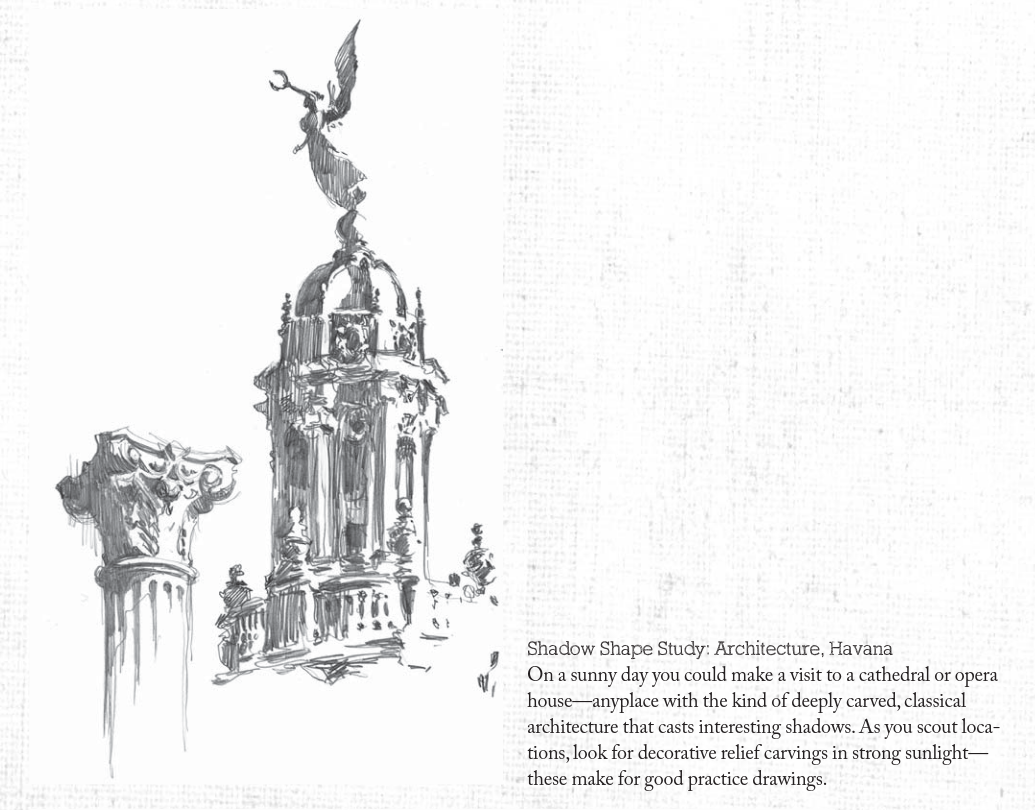 Shadow Shape Study: Architecture, Havana
On a sunny day you could make a visit to a cathedral or opera
house—anyplace with the kind of deeply carved, classical
architecture that casts interesting shadows. As you scout loca-
tions, look for decorative relief carvings in strong sunlight—
these make for good practice drawings.